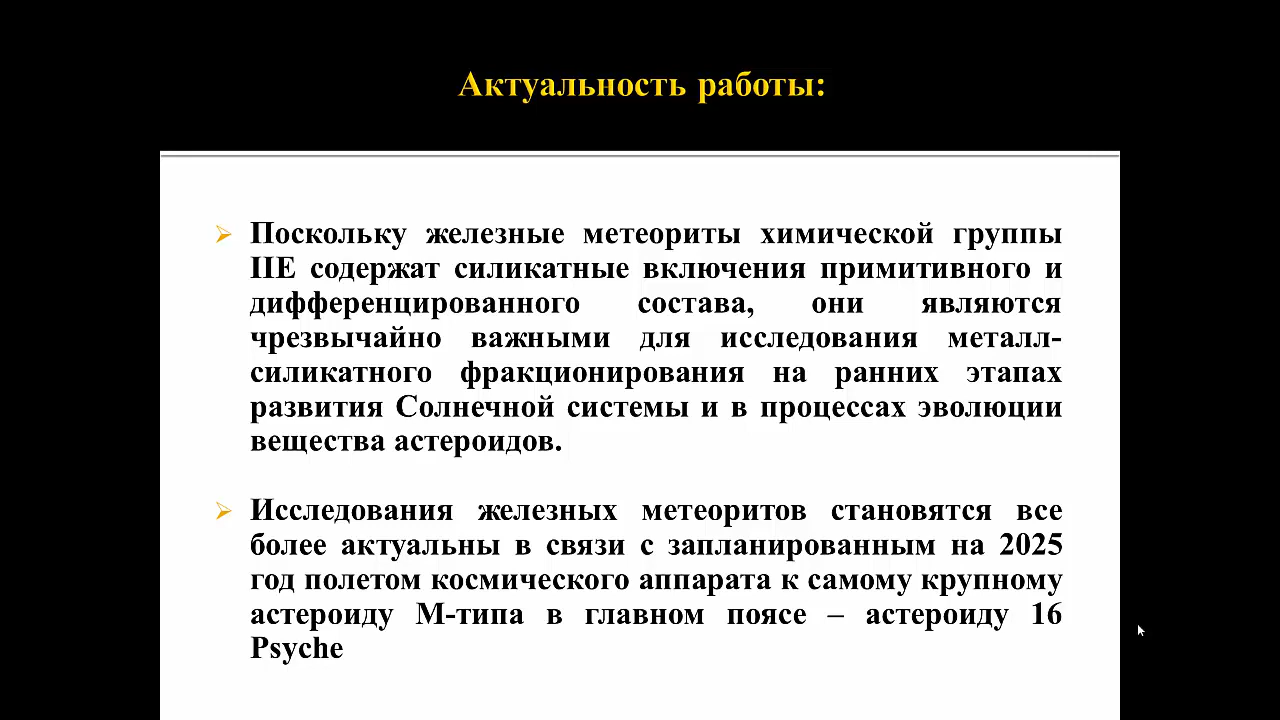 Актуальность работы:
Поскольку железные метеориты химической группы
IIE содержат силикатные включения примитивного и
дифференцированного состава, они являются
чрезвычайно важными для исследования металл-
силикатного фракционирования на ранних этапах
развития Солнечной системы и в процессах эволюции
вещества астероидов.
Исследования железных метеоритов становятся все
более актуальны в связи с запланированным на 2025
год полетом космического аппарата к самому крупному
астероиду М-типа в главном поясе – астероиду 16
Psyche